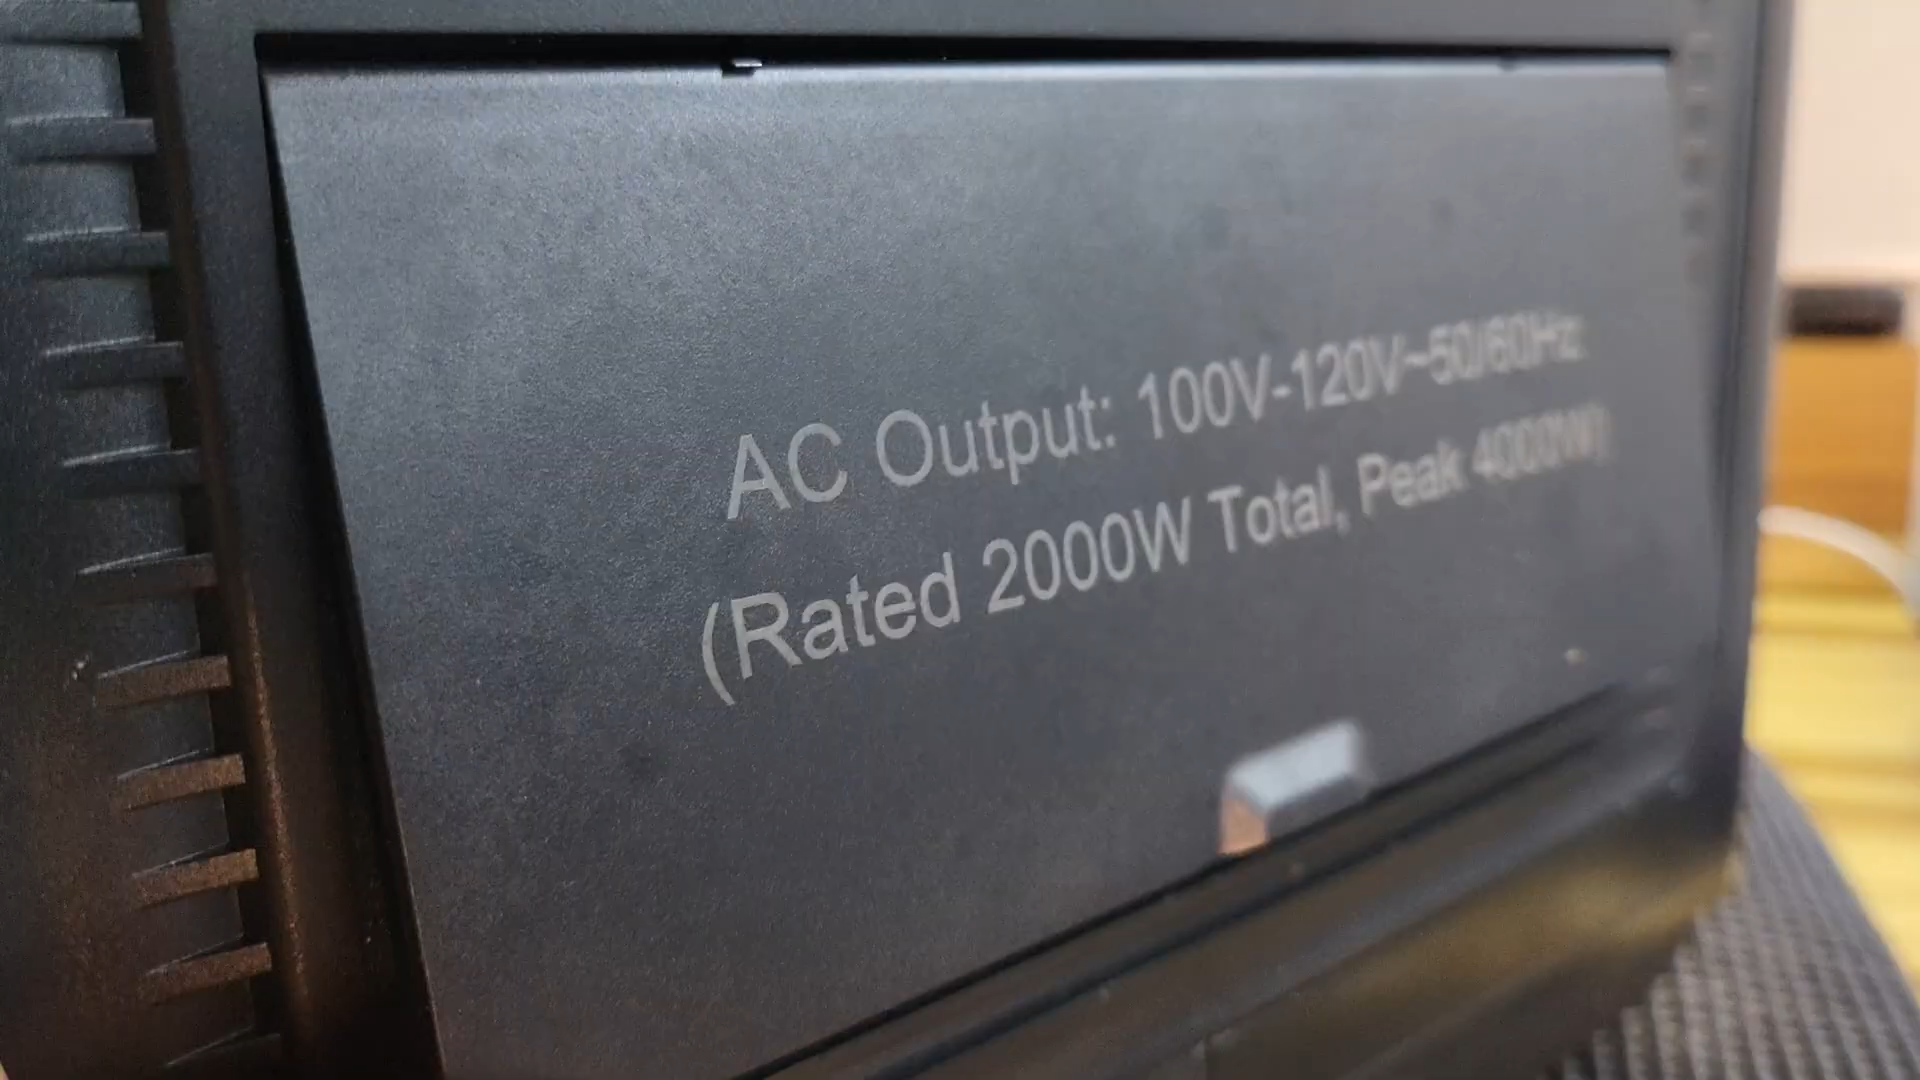 AC Output: 100V-120V~50/60Hz
(Rated 2000W Total, Peak 4000W)